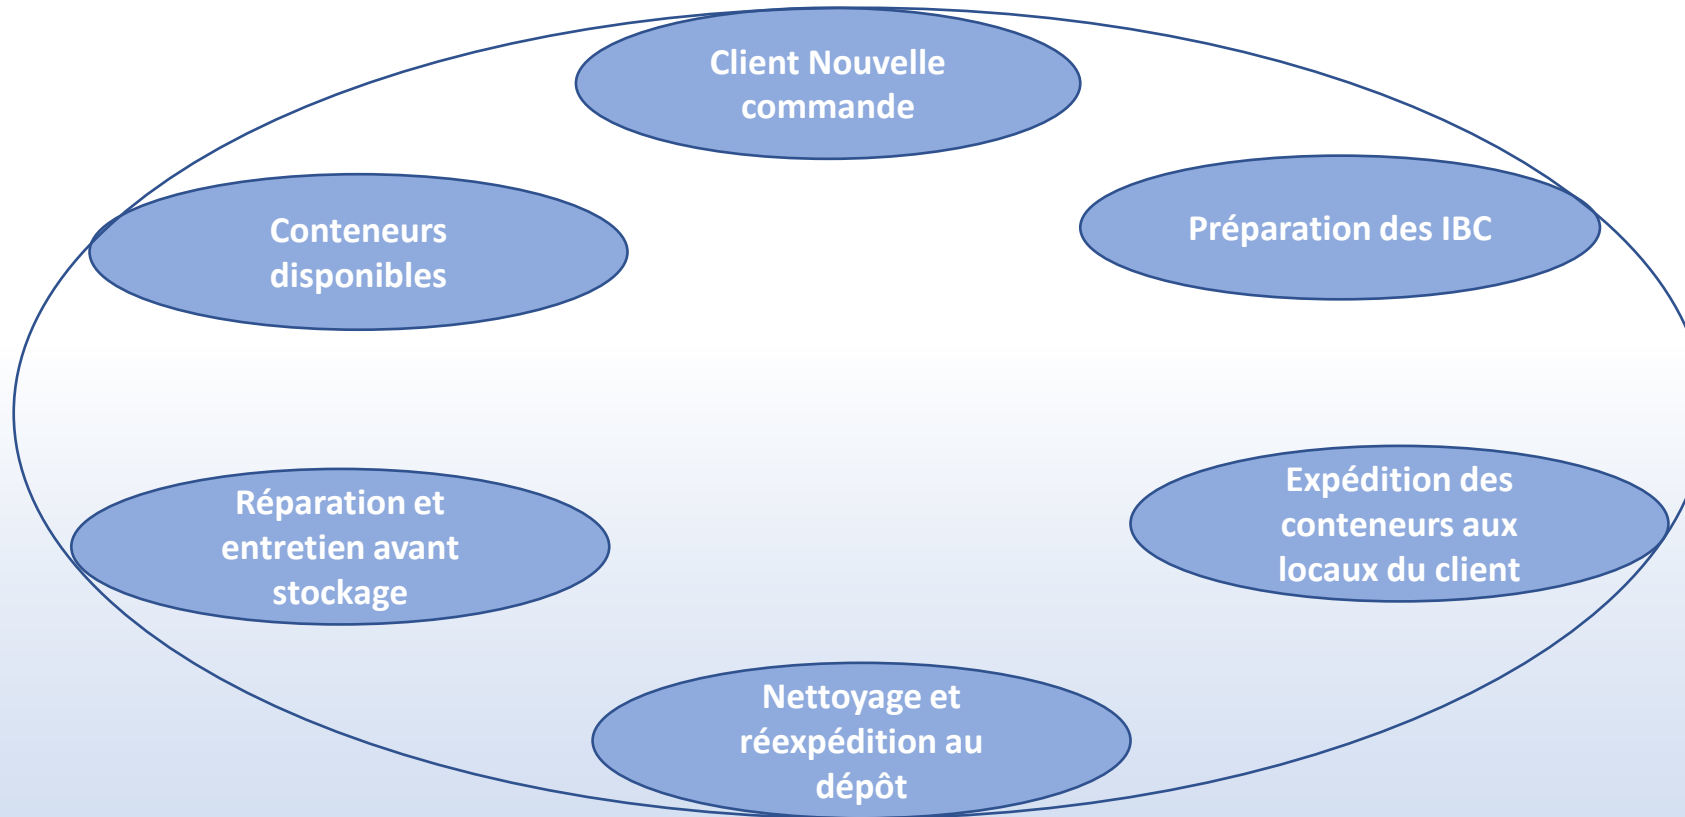 Client Nouvelle
commande
Préparation des IBC
Conteneurs
disponibles
Expédition des
conteneurs aux
locaux du client
Réparation et
entretien avant
stockage
Nettoyage et
réexpédition au
dépôt